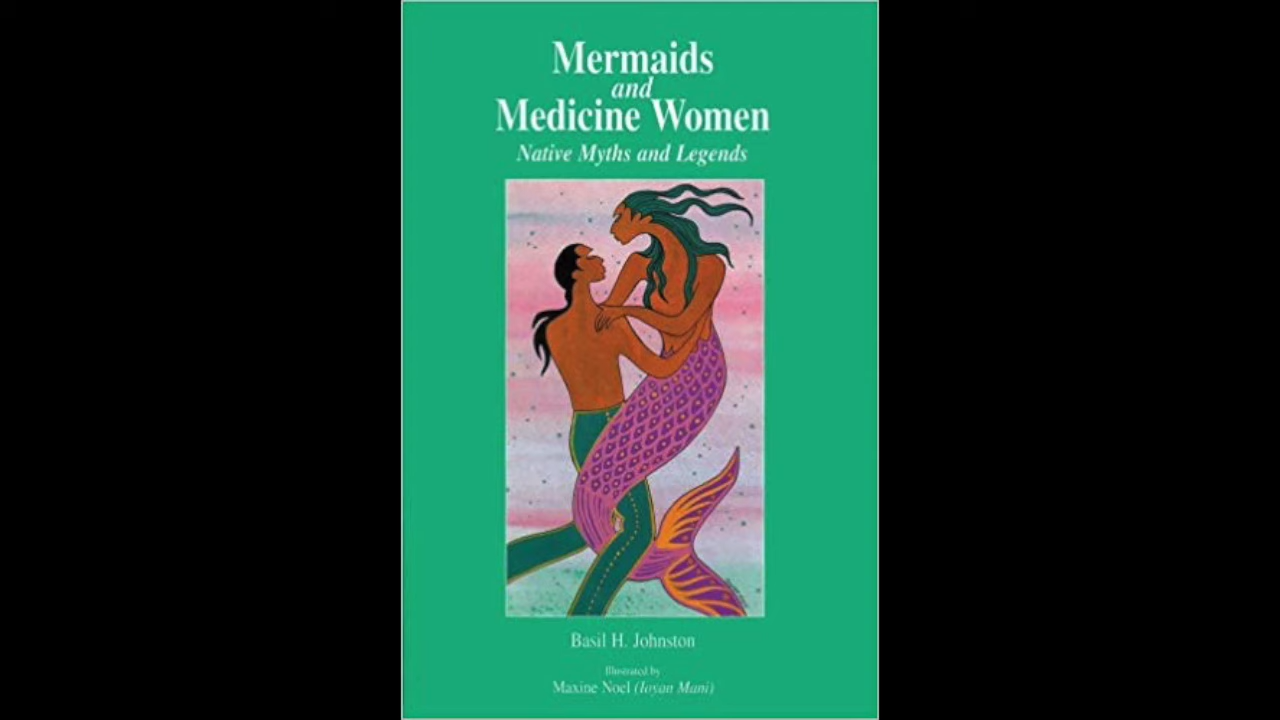 Mermaids
and
Medicine Women
Native Myths and Legends
Basil H. Johnston
Illustrated by
Maxine Noel (Ioyan Mani)